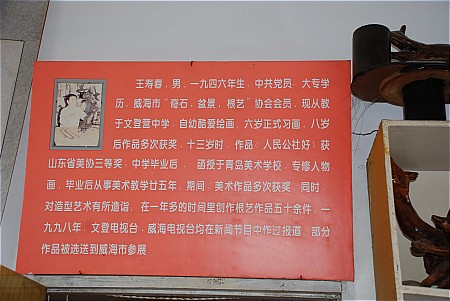 王寿春，男，一九四六年生，中共党员，大专学
历，威海市“奇石，盆景，根艺”协会会员，现从教
于文登营中学，自幼酷爱绘画，六岁正式习画，八岁
后作品多次获奖，十三岁时，作品《人民公社好》获
山东省美协三等奖，中学毕业后，函授于青岛美术学校，专修人物
画，毕业后从事美术教学廿五年，期间，美术作品多次获奖，同时，
对造型艺术有所造诣，在一年多的时间里创作根艺作品五十余件，一
九九八年，文登电视台，威海电视台均在新闻节目中作过报道，部分
作品被选送到威海市参展